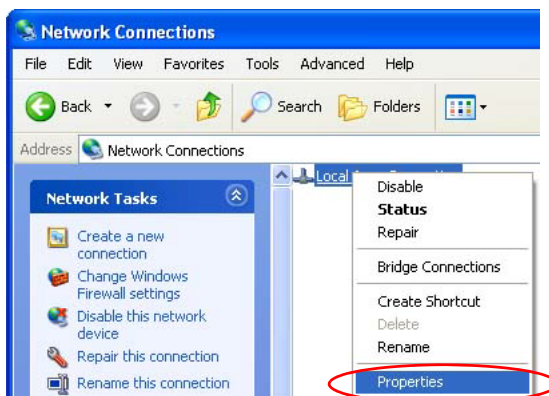 Network Connections
File Edit View Favorites Tools Advanced Help
Back Search Folders
Address Network Connections
Network Tasks
Create a new
connection
Change Windows
Firewall settings
Disable this network
device
Repair this connection
Rename this connection
Local
Disable
Status
Repair
Bridge Connections
Create Shortcut
Delete
Rename
Properties